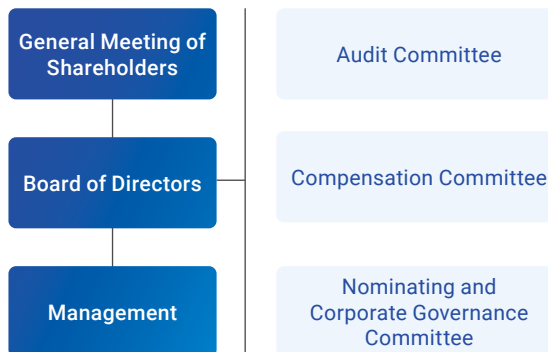 General Meeting of
Shareholders
Audit Committee
Board of Directors
Compensation Committee
Management
Nominating and
Corporate Governance
Committee